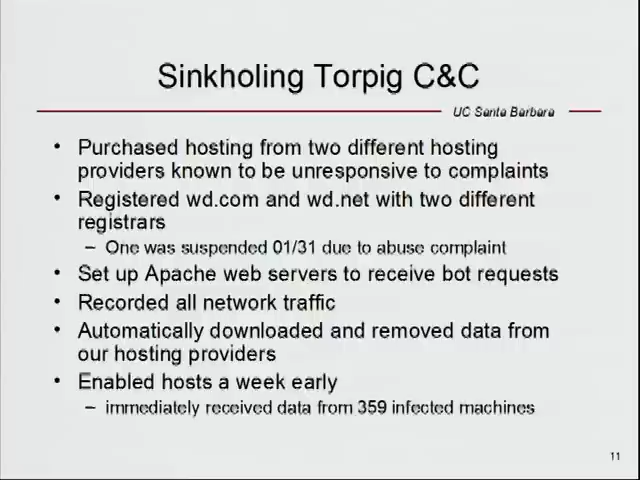 Sinkholing Torpig C&C
UC Santa Barbara
• Purchased hosting from two different hosting
providers known to be unresponsive to complaints
• Registered wd.com and wd.net with two different
registrars
– One was suspended 01/31 due to abuse complaint
• Set up Apache web servers to receive bot requests
• Recorded all network traffic
• Automatically downloaded and removed data from
our hosting providers
• Enabled hosts a week early
– immediately received data from 359 infected machines
11